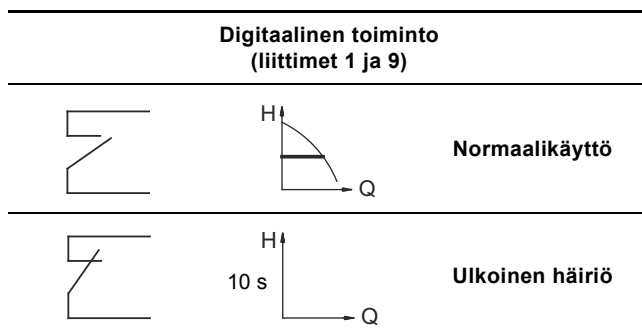 Digitaalinen toiminto
(liittimet 1 ja 9)
H
Q
Normaalikäyttö
H
10 s
Q
Ulkoinen häiriö